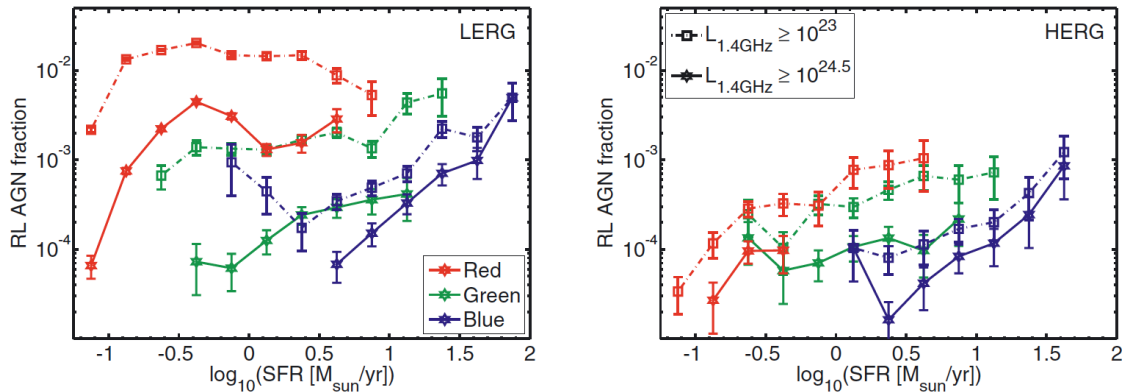 LERG
RL AGN fraction
10^-2
10^-3
10^-4
Red
Green
Blue
-1 -0.5 0 0.5 1 1.5 2
log10(SFR [Msun/yr])
HERG
L1.4GHz ≥ 10^23
L1.4GHz ≥ 10^24.5
RL AGN fraction
10^-2
10^-3
10^-4
-1 -0.5 0 0.5 1 1.5 2
log10(SFR [Msun/yr])